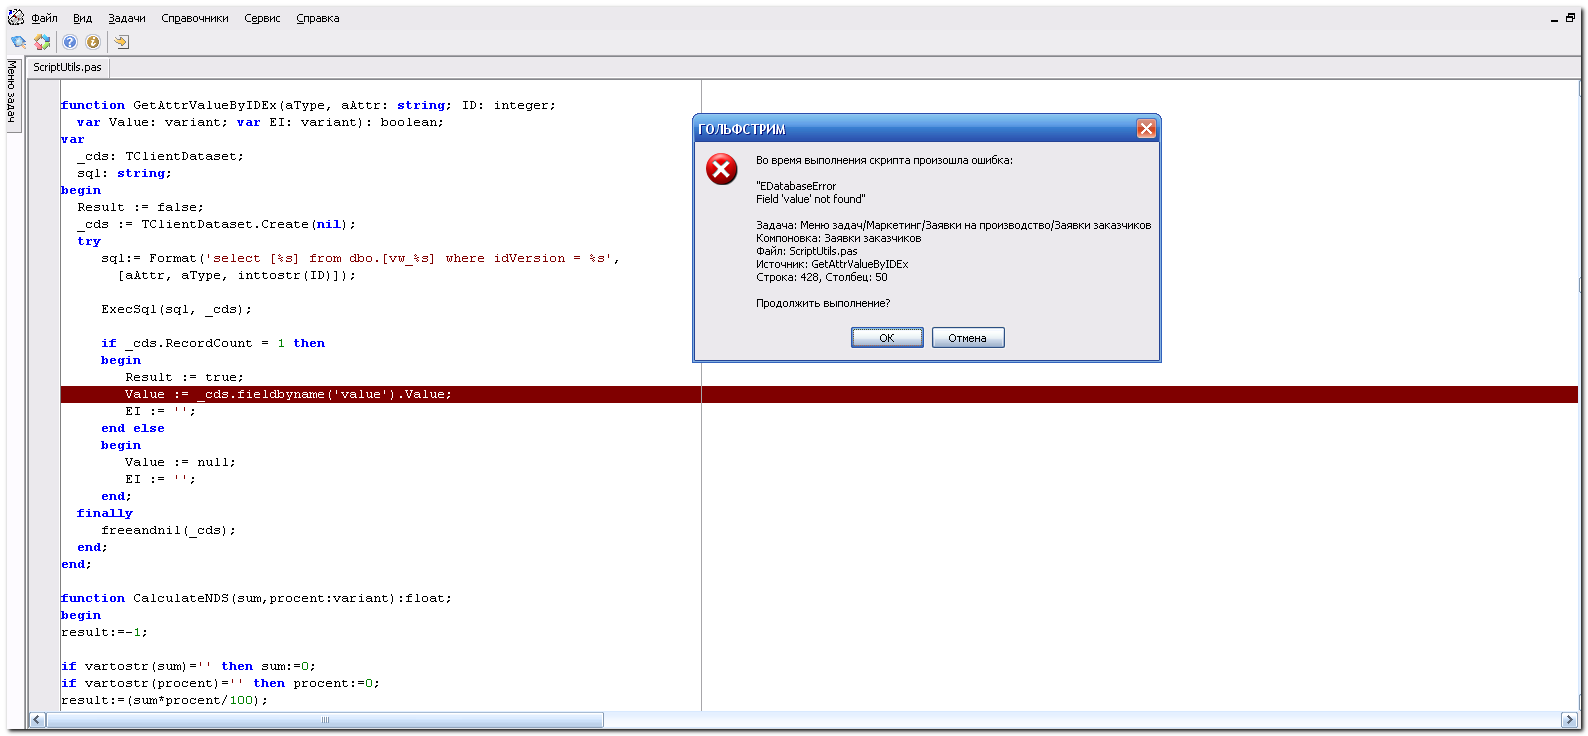 Файл Вид Задачи Справочники Сервис Справка
Меню задач
ScriptUtils.pas
function GetAttrValueByIDEx(aType, aAttr: string; ID: integer;
var Value: variant; var EI: variant): boolean;
var
_cds: TClientDataset;
sql: string;
begin
Result := false;
_cds := TClientDataset.Create(nil);
try
sql:= Format('select [%s] from dbo.[vw_%s] where idVersion = %s',
[aAttr, aType, inttostr(ID)]);
ExecSql(sql, _cds);
if _cds.RecordCount = 1 then
begin
Result := true;
Value := _cds.fieldbyname('value').Value;
EI := '';
end else
begin
Value := null;
EI := '';
end;
finally
freeandnil(_cds);
end;
end;
function CalculateNDS(sum,procent:variant):float;
begin
result:=-1;
if vartostr(sum)='' then sum:=0;
if vartostr(procent)='' then procent:=0;
result:=(sum*procent/100);
ГОЛЬФСТРИМ
Во время выполнения скрипта произошла ошибка:
"EDatabaseError
Field 'value' not found"
Задача: Меню задач/Маркетинг/Заявки на производство/Заявки заказчиков
Компоновка: Заявки заказчиков
Файл: ScriptUtils.pas
Источник: GetAttrValueByIDEx
Строка: 428, Столбец: 50
Продолжить выполнение?
OK Отмена